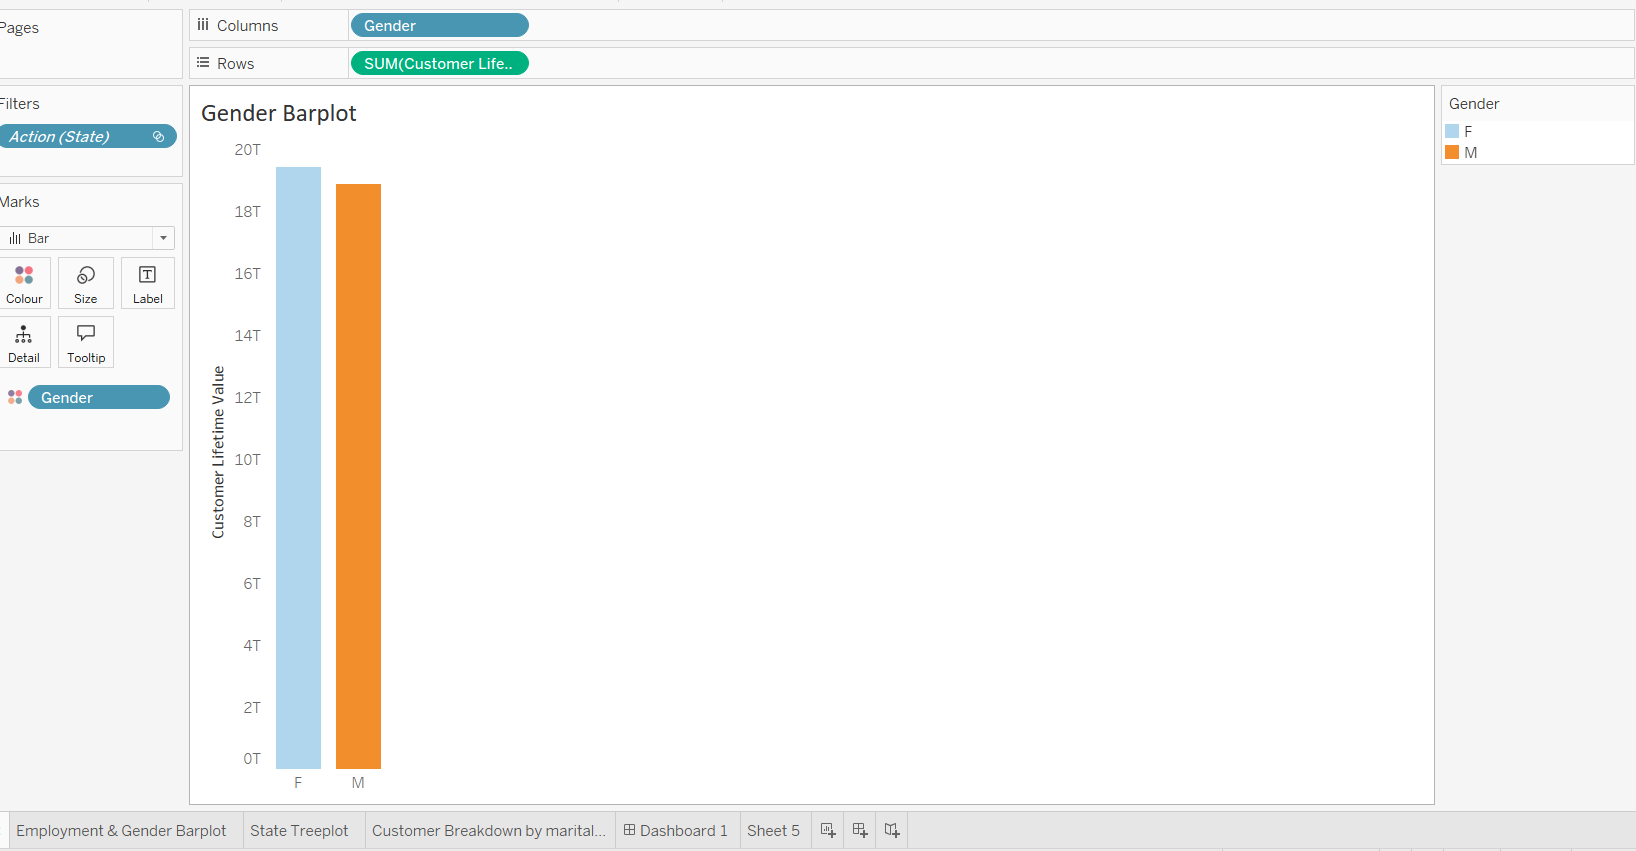 Pages
Columns
Gender
Rows
SUM(Customer Life..
Filters
Action (State)
Marks
Bar
Colour
Size
Label
Detail
Tooltip
Gender
Gender Barplot
20T
18T
16T
14T
12T
10T
8T
6T
4T
2T
0T
Customer Lifetime Value
F
M
Gender
F
M
Employment & Gender Barplot
State Treeplot
Customer Breakdown by marital...
Dashboard 1
Sheet 5